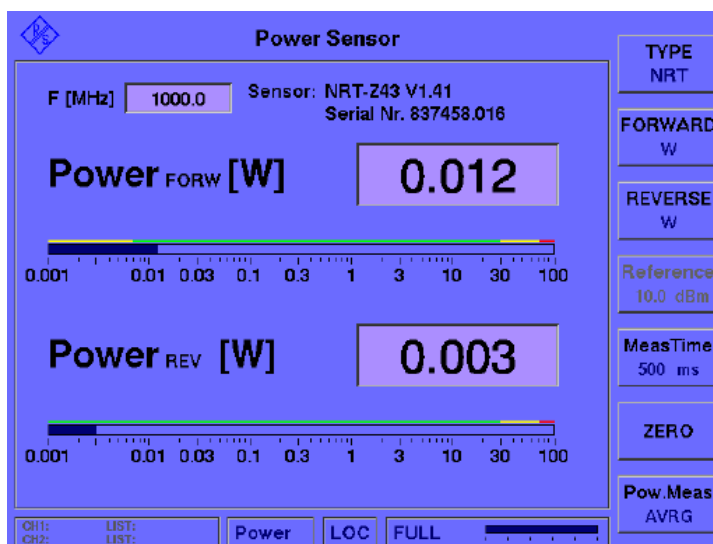 R/S
Power Sensor
F [MHz] 1000.0 Sensor: NRT-Z43 V1.41
Serial Nr. 837458.016
Power FORW [W] 0.012
0.001 0.01 0.03 0.1 0.3 1 3 10 30 100
Power REV [W] 0.003
0.001 0.01 0.03 0.1 0.3 1 3 10 30 100
TYPE
NRT
FORWARD
W
REVERSE
W
Reference
10.0 dBm
MeasTime
500 ms
ZERO
Pow.Meas
AVRG
CH1: LIST:
CH2: LIST:
Power LOC FULL